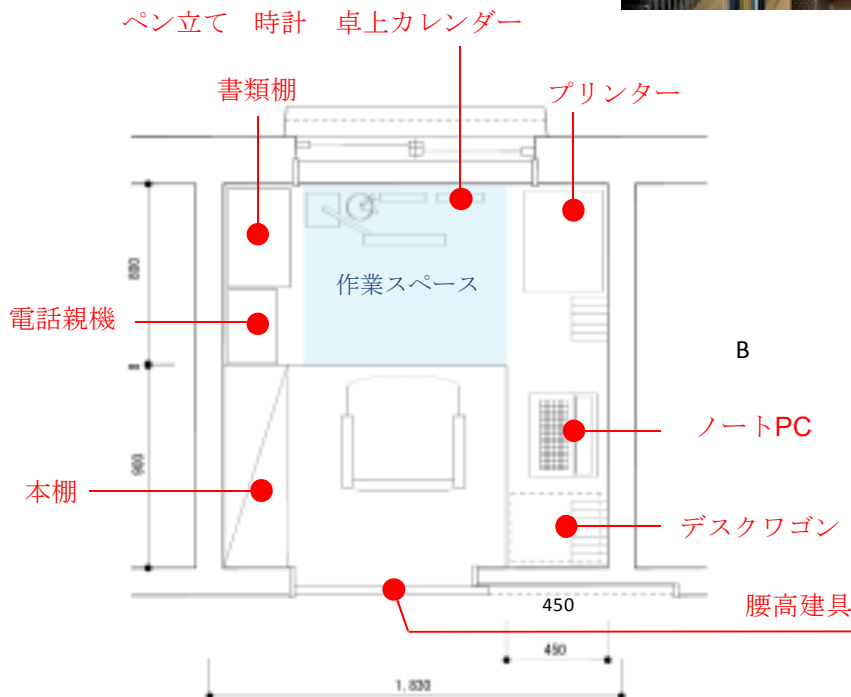 ペン立て　時計　卓上カレンダー
書類棚
プリンター
作業スペース
電話親機
B
ノートPC
900
本棚
デスクワゴン
450
腰高建具
450
1,830